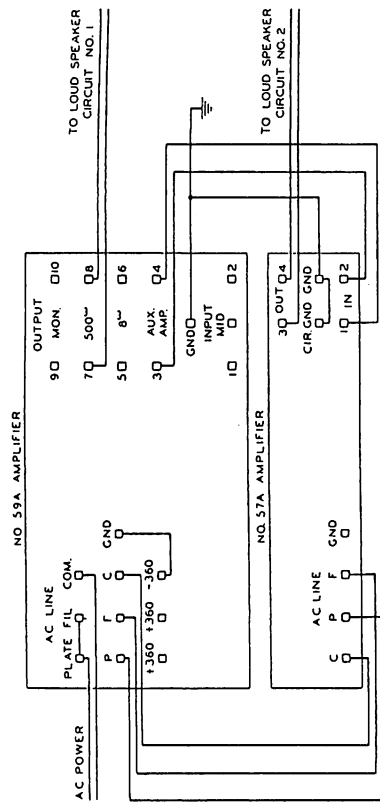 NO 59A AMPLIFIER
AC LINE
PLATE FIL COM.
OUTPUT
9 MON. 10
AC POWER
TO LOUD SPEAKER
CIRCUIT NO. 1
7 500ω 8
P F C GND
5 8ω 6
+360 +360 -360
3 AUX. AMP. 4
GND
INPUT
1 MID 2
NO. 57A AMPLIFIER
TO LOUD SPEAKER
CIRCUIT NO. 2
3 OUT 4
CIR. GND GND
AC LINE
C P F GND
1 IN 2